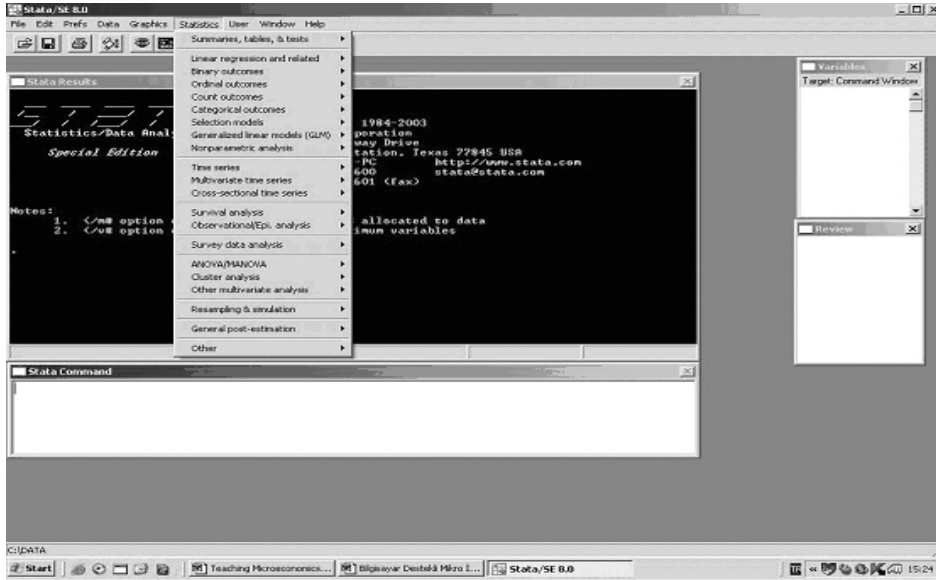 Stata/SE 8.0
File Edit Prefs Data Graphics Statistics User Window Help
Summaries, tables, & tests
Linear regression and related
Binary outcomes
Ordinal outcomes
Count outcomes
Categorical outcomes
Selection models
Generalized linear models (GLM)
Nonparametric analysis
Time series
Multivariate time series
Cross-sectional time series
Survival analysis
Observational/Epi. analysis
Survey data analysis
ANOVA/MANOVA
Cluster analysis
Other multivariate analysis
Resampling & simulation
General post-estimation
Other
Stata Results
Statistics/Data Anal 1984-2003
poration
Special Edition way Drive
tation, Texas 77845 USA
-PC http://www.stata.com
600 stata@stata.com
601 (fax)
Notes:
1. (/m# option allocated to data
2. (/v# option imum variables
.
Variables
Target: Command Window
Review
Stata Command
C:\DATA
Start Teaching Microeconomics... Bilgisayar Destekli Mikro I... Stata/SE 8.0 15:24